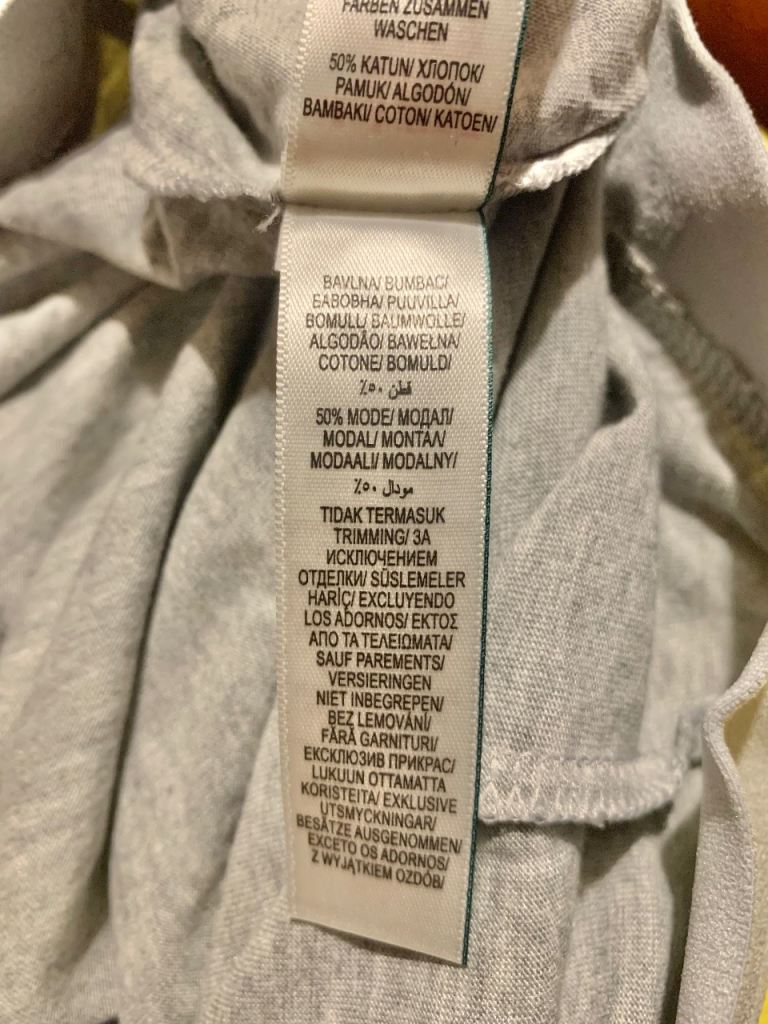 FARBEN ZUSAMMEN
WASCHEN
50% KATUN/ ХЛОПОК/
PAMUK/ ALGODÓN/
BAMBAKI/ COTON/ KATOEN/
BAVLNA/ BUMBAC/
БАВОВНА/ PUUVILLA/
BOMULL/ BAUMWOLLE/
ALGODÃO/ BAWEŁNA/
COTONE/ BOMULD/
قطن ٥٠٪
50% MODE/ МОДАЛ/
MODAL/ ΜΟΝΤΑΛ/
MODAALI/ MODALNY/
مودال ٥٠٪
TIDAK TERMASUK
TRIMMING/ ЗА
ИСКЛЮЧЕНИЕМ
ОТДЕЛКИ/ SÜSLEMELER
HARİÇ/ EXCLUYENDO
LOS ADORNOS/ ΕΚΤΟΣ
ΑΠΟ ΤΑ ΤΕΛΕΙΩΜΑΤΑ/
SAUF PAREMENTS/
VERSIERINGEN
NIET INBEGREPEN/
BEZ LEMOVÁNÍ/
FĂRĂ GARNITURI/
ЕКСКЛЮЗИВ ПРИКРАС/
LUKUUN OTTAMATTA
KORISTEITA/ EXKLUSIVE
UTSMYCKNINGAR/
BESÄTZE AUSGENOMMEN/
EXCETO OS ADORNOS/
Z WYJĄTKIEM OZDÓB/